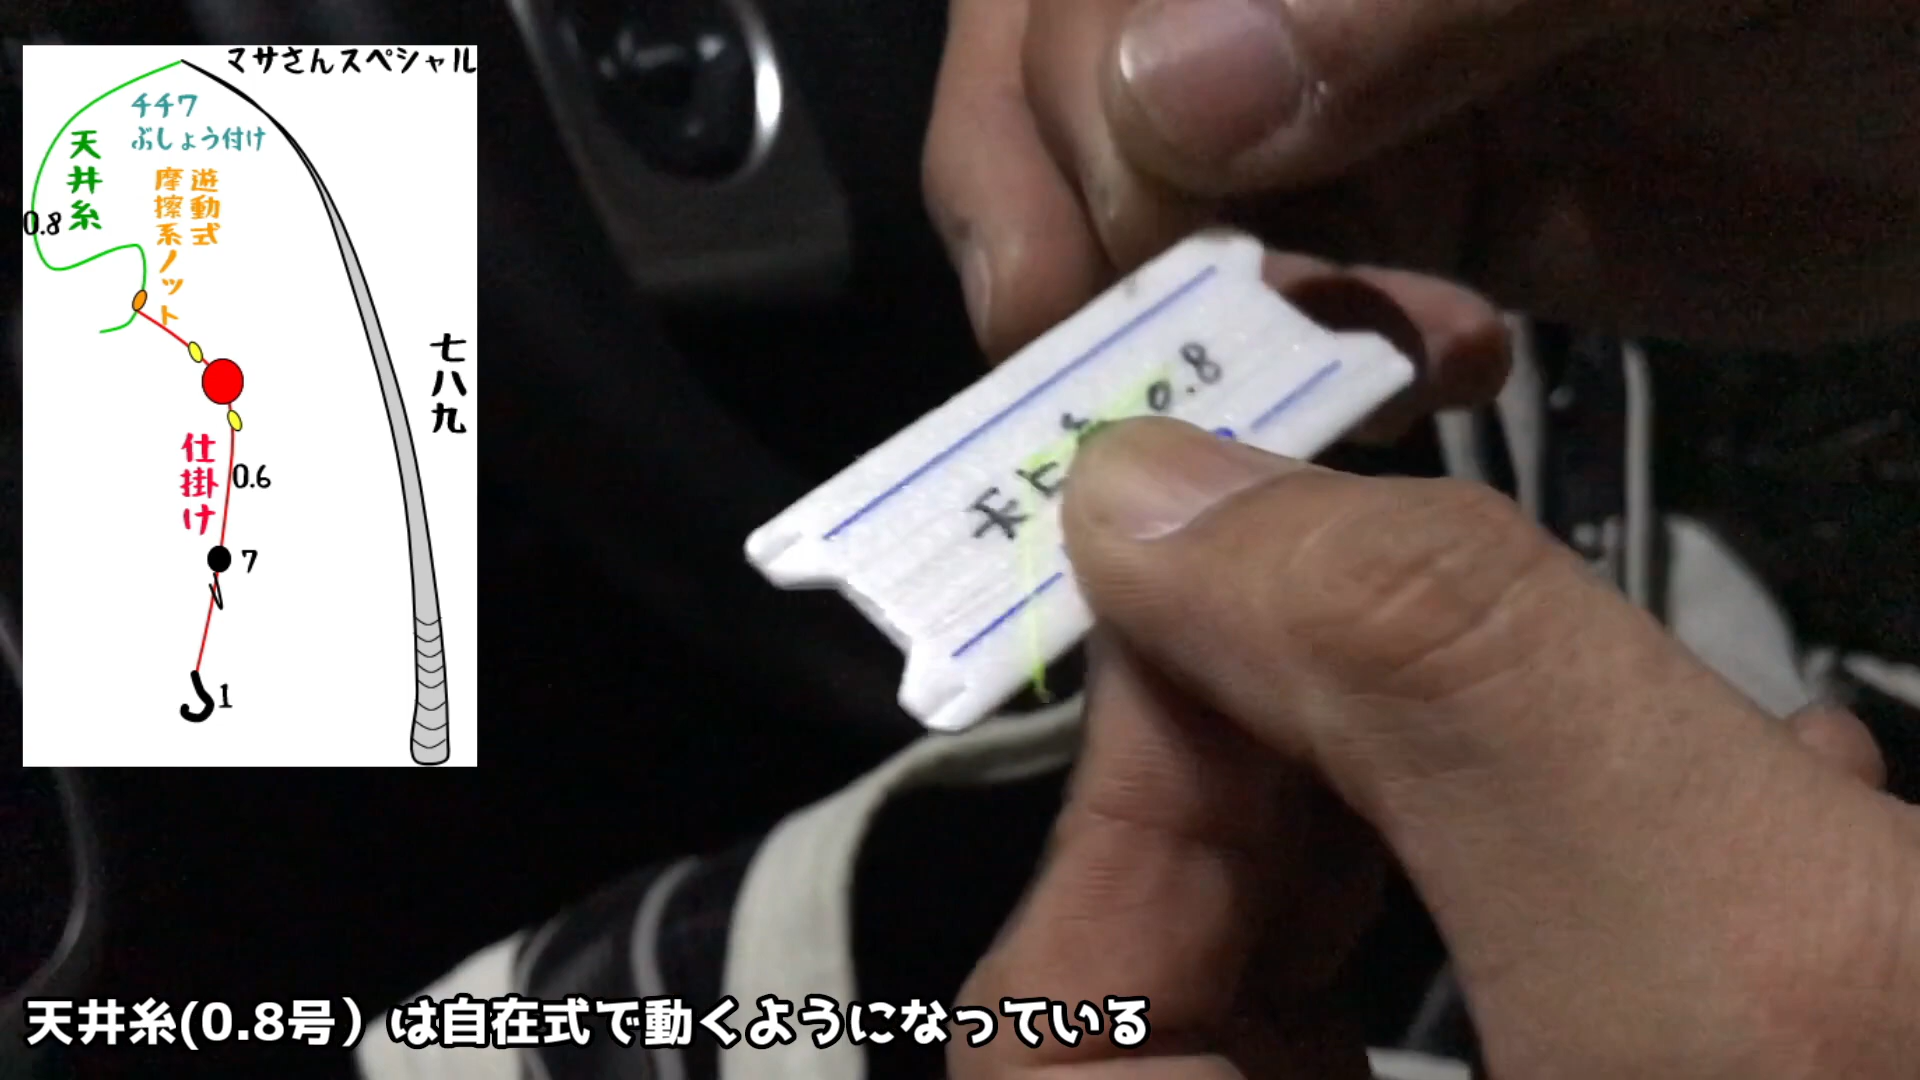 マサさんスペシャル
チチワ
ぶしょう付け
天井糸
遊動式
摩擦系ノット
0.8
七八九
仕掛け
0.6
7
1
0.8
天井糸(0.8号）は自在式で動くようになっている